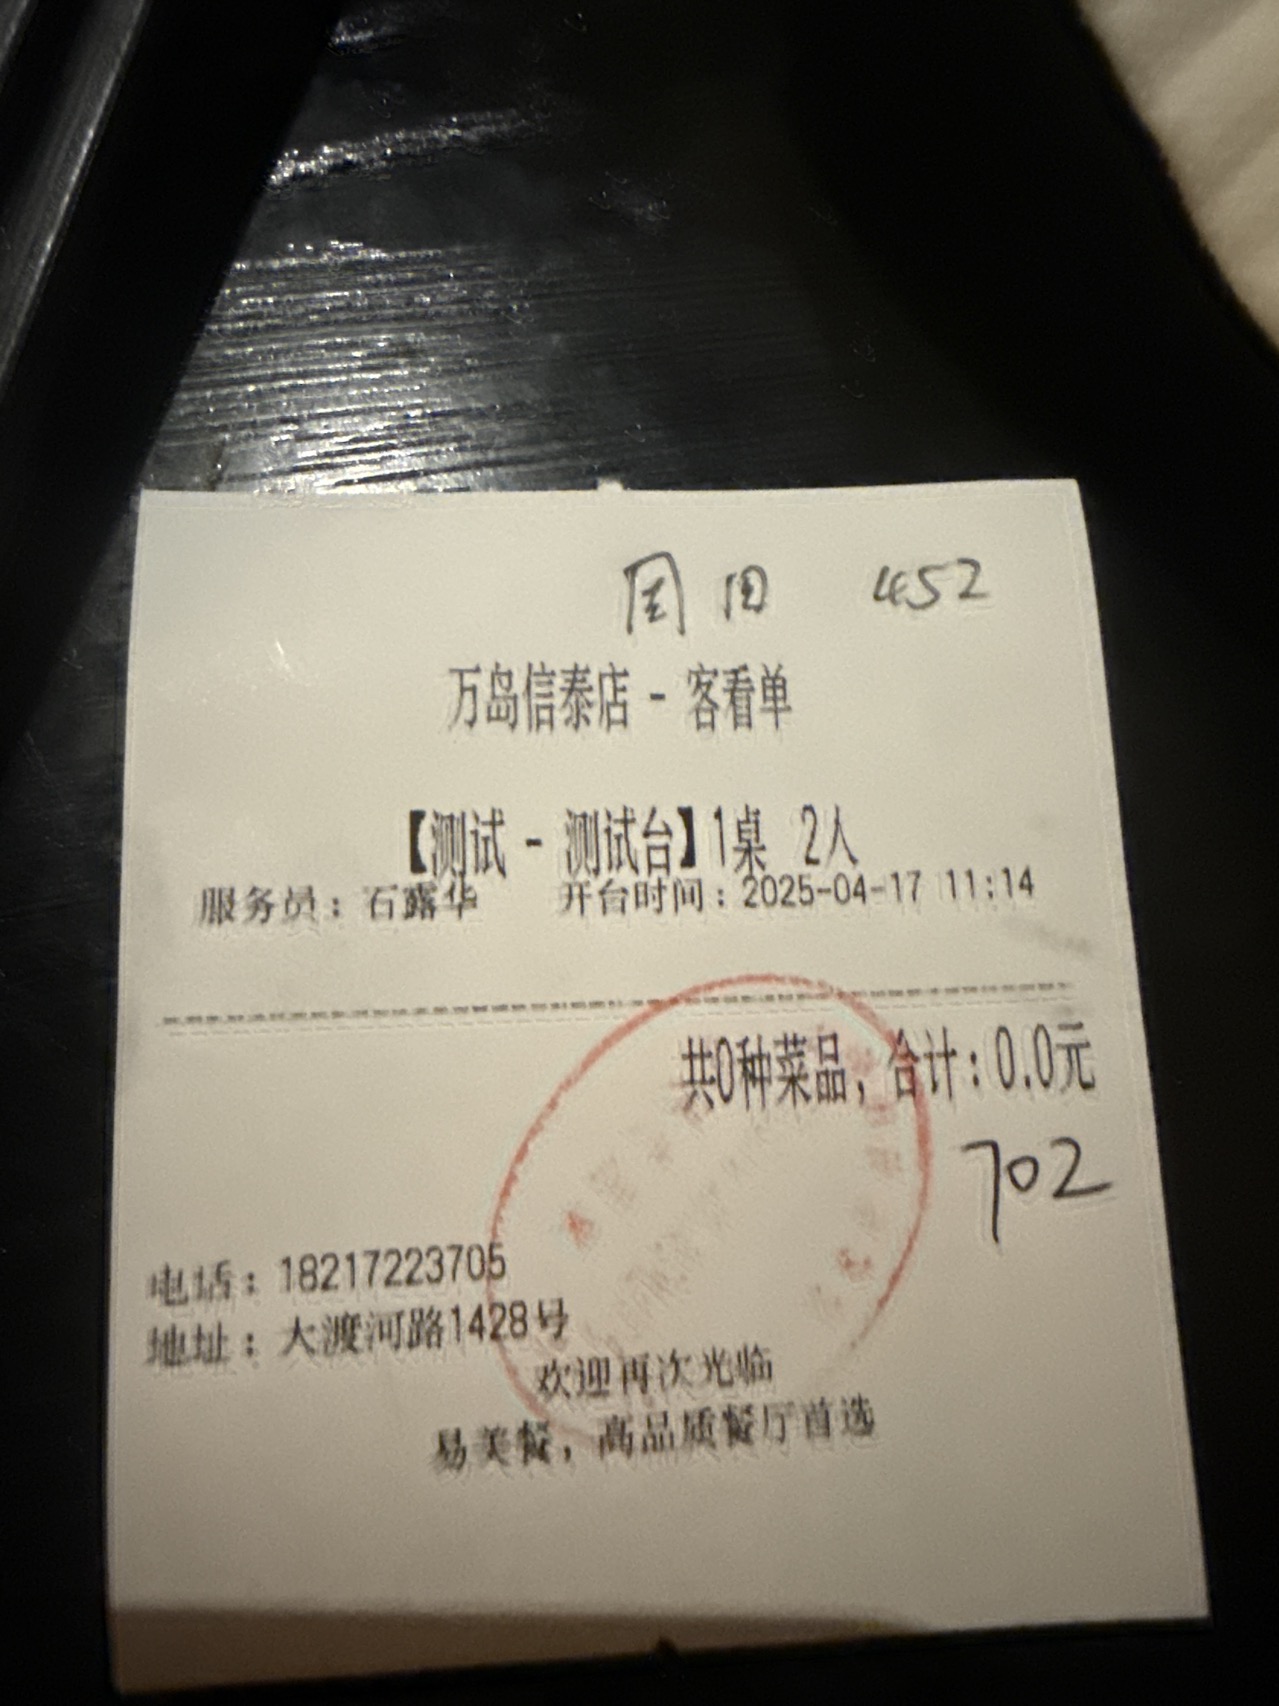 452
万岛信泰店 - 客看单
【测试 - 测试台】1桌 2人
服务员：石露华 开台时间：2025-04-17 11:14
共0种菜品，合计：0.0元
702
电话：18217223705
地址：大渡河路1428号
欢迎再次光临
易美餐，高品质餐厅首选